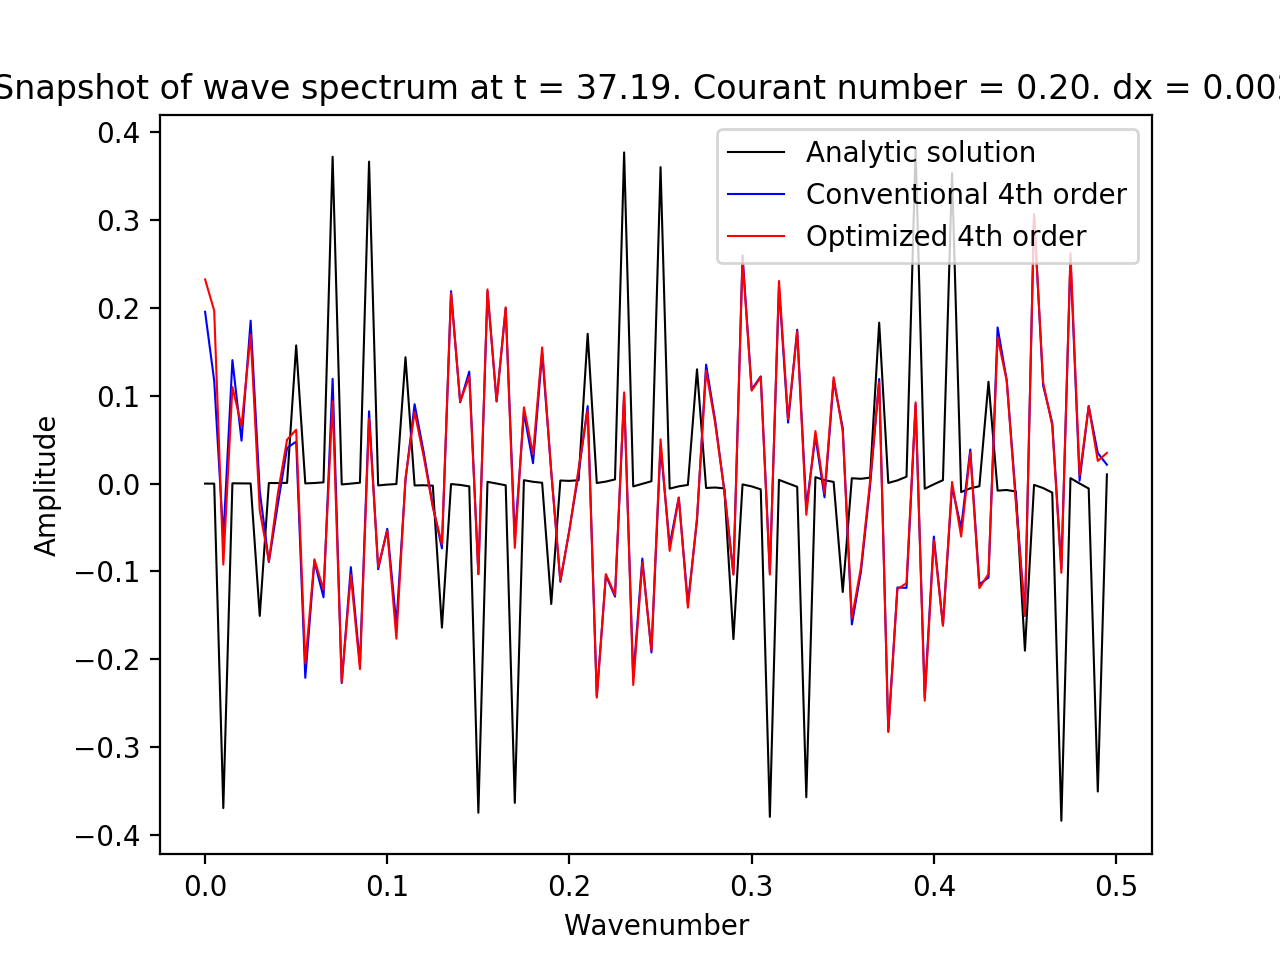 Snapshot of wave spectrum at t = 37.19. Courant number = 0.20. dx = 0.00
Analytic solution
Conventional 4th order
Optimized 4th order
0.4
0.3
0.2
0.1
0.0
−0.1
−0.2
−0.3
−0.4
Amplitude
0.0 0.1 0.2 0.3 0.4 0.5
Wavenumber